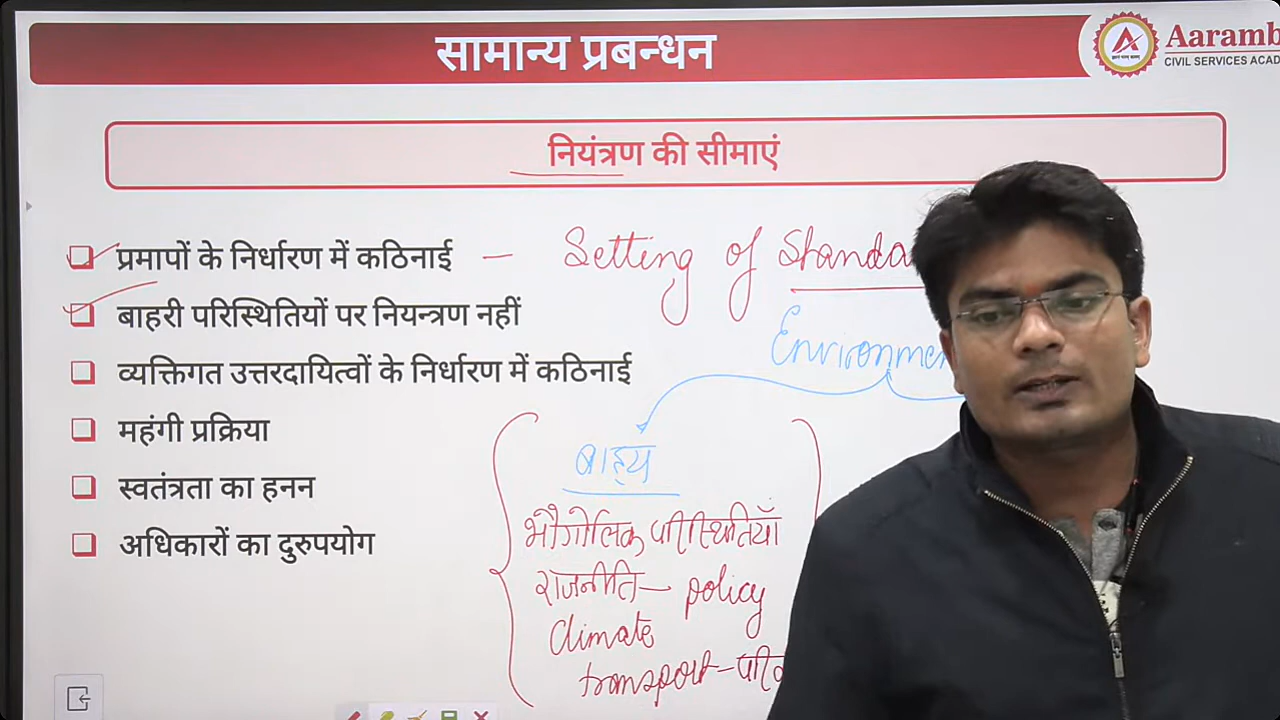 सामान्य प्रबन्धन
Aaramb
CIVIL SERVICES ACAD
नियंत्रण की सीमाएं
प्रमापों के निर्धारण में कठिनाई — Setting of Standa
बाहरी परिस्थितियों पर नियन्त्रण नहीं
Environmen
व्यक्तिगत उत्तरदायित्वों के निर्धारण में कठिनाई
महंगी प्रक्रिया
बाह्य
स्वतंत्रता का हनन
भौगोलिक परिस्थितियाँ
अधिकारों का दुरुपयोग
राजनीति — policy
Climate
transport -